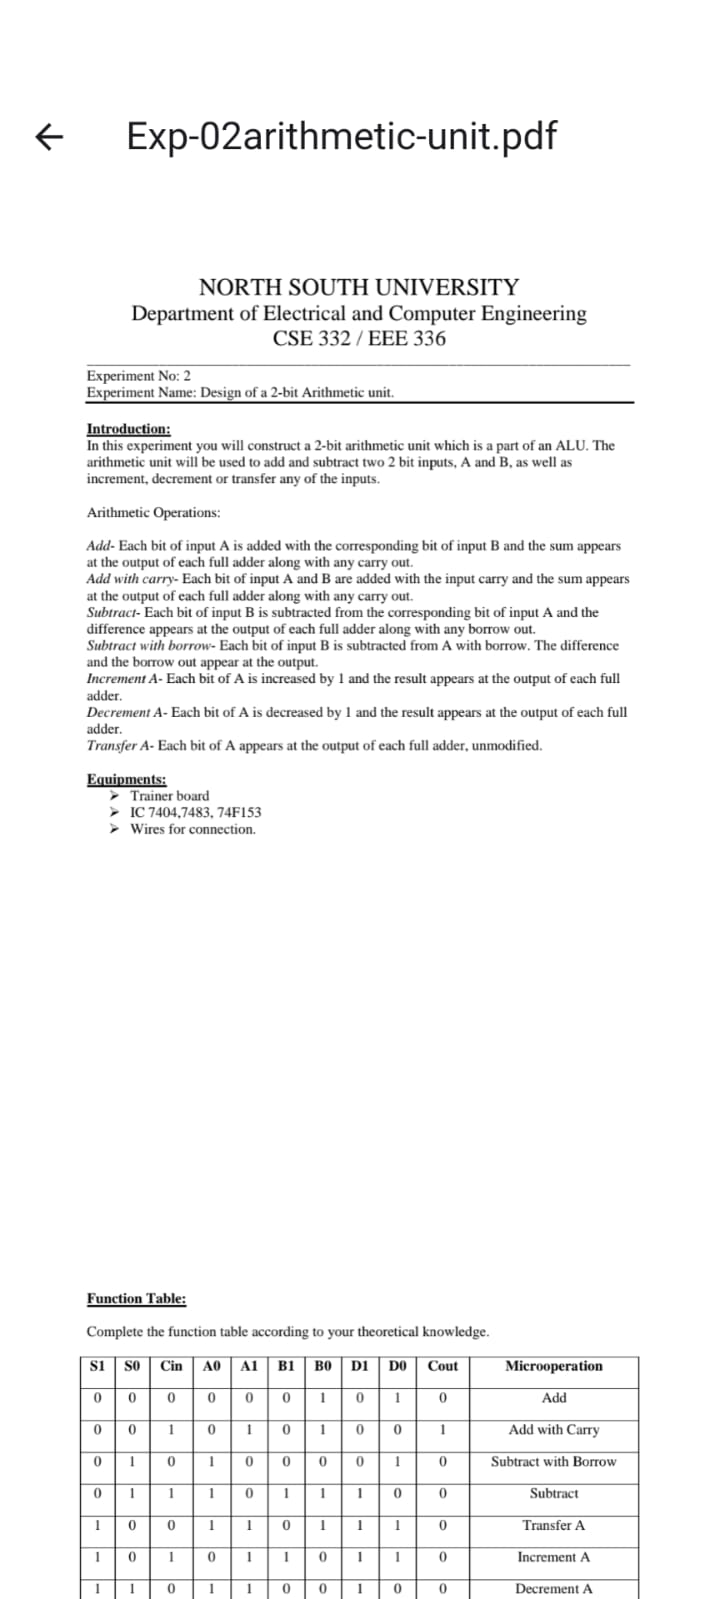 Exp-02arithmetic-unit.pdf
NORTH SOUTH UNIVERSITY
Department of Electrical and Computer Engineering
CSE 332 / EEE 336
Experiment No: 2
Experiment Name: Design of a 2-bit Arithmetic unit.
Introduction:
In this experiment you will construct a 2-bit arithmetic unit which is a part of an ALU. The
arithmetic unit will be used to add and subtract two 2 bit inputs, A and B, as well as
increment, decrement or transfer any of the inputs.
Arithmetic Operations:
Add- Each bit of input A is added with the corresponding bit of input B and the sum appears
at the output of each full adder along with any carry out.
Add with carry- Each bit of input A and B are added with the input carry and the sum appears
at the output of each full adder along with any carry out.
Subtract- Each bit of input B is subtracted from the corresponding bit of input A and the
difference appears at the output of each full adder along with any borrow out.
Subtract with borrow- Each bit of input B is subtracted from A with borrow. The difference
and the borrow out appear at the output.
Increment A- Each bit of A is increased by 1 and the result appears at the output of each full
adder.
Decrement A- Each bit of A is decreased by 1 and the result appears at the output of each full
adder.
Transfer A- Each bit of A appears at the output of each full adder, unmodified.
Equipments:
➢ Trainer board
➢ IC 7404,7483, 74F153
➢ Wires for connection.
Function Table:
Complete the function table according to your theoretical knowledge.
S1 S0 Cin A0 A1 B1 B0 D1 D0 Cout Microoperation
0 0 0 0 0 0 1 0 1 0 Add
0 0 1 0 1 0 1 0 0 1 Add with Carry
0 1 0 1 0 0 0 0 1 0 Subtract with Borrow
0 1 1 1 0 1 1 1 0 0 Subtract
1 0 0 1 1 0 1 1 1 0 Transfer A
1 0 1 0 1 1 0 1 1 0 Increment A
1 1 0 1 1 0 0 1 0 0 Decrement A